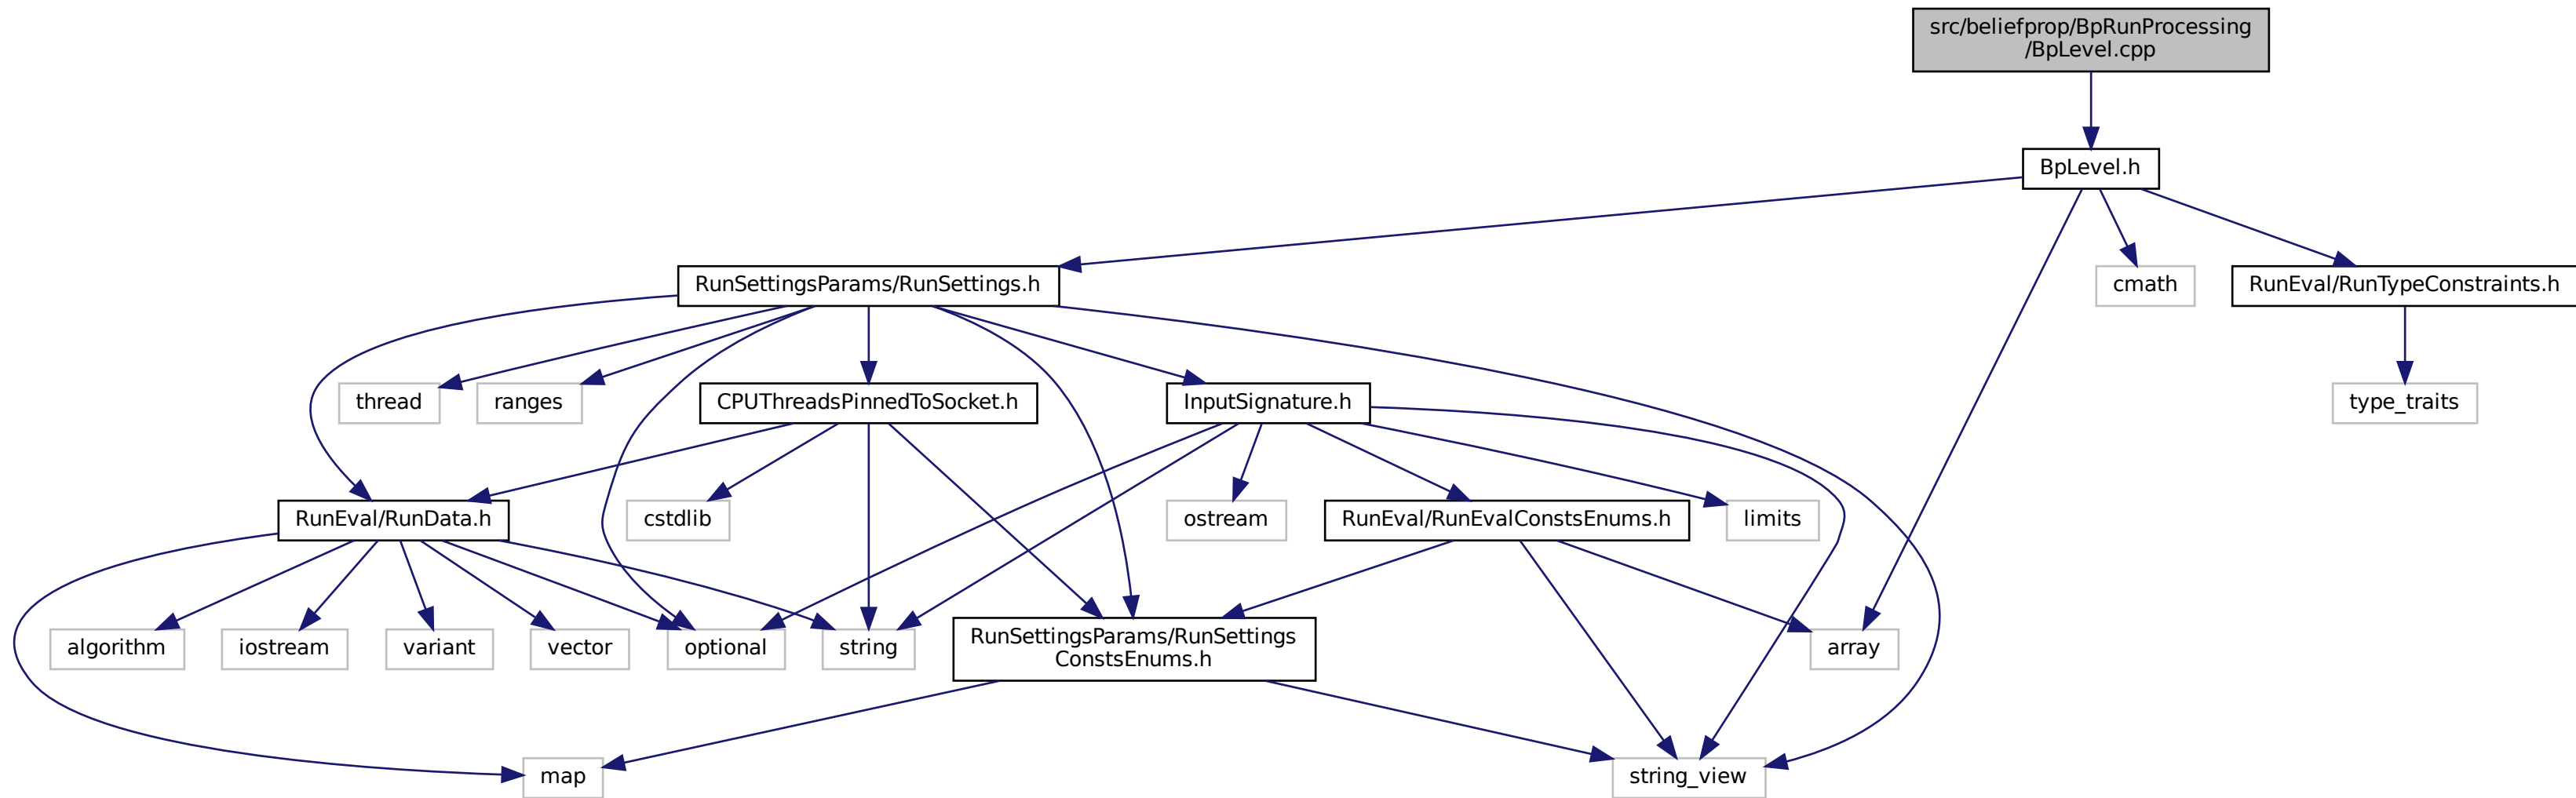 src/beliefprop/BpRunProcessing
/BpLevel.cpp
BpLevel.h
RunSettingsParams/RunSettings.h
cmath
RunEval/RunTypeConstraints.h
thread
ranges
CPUThreadsPinnedToSocket.h
InputSignature.h
type_traits
RunEval/RunData.h
cstdlib
ostream
RunEval/RunEvalConstsEnums.h
limits
algorithm
iostream
variant
vector
optional
string
RunSettingsParams/RunSettings
ConstsEnums.h
array
map
string_view